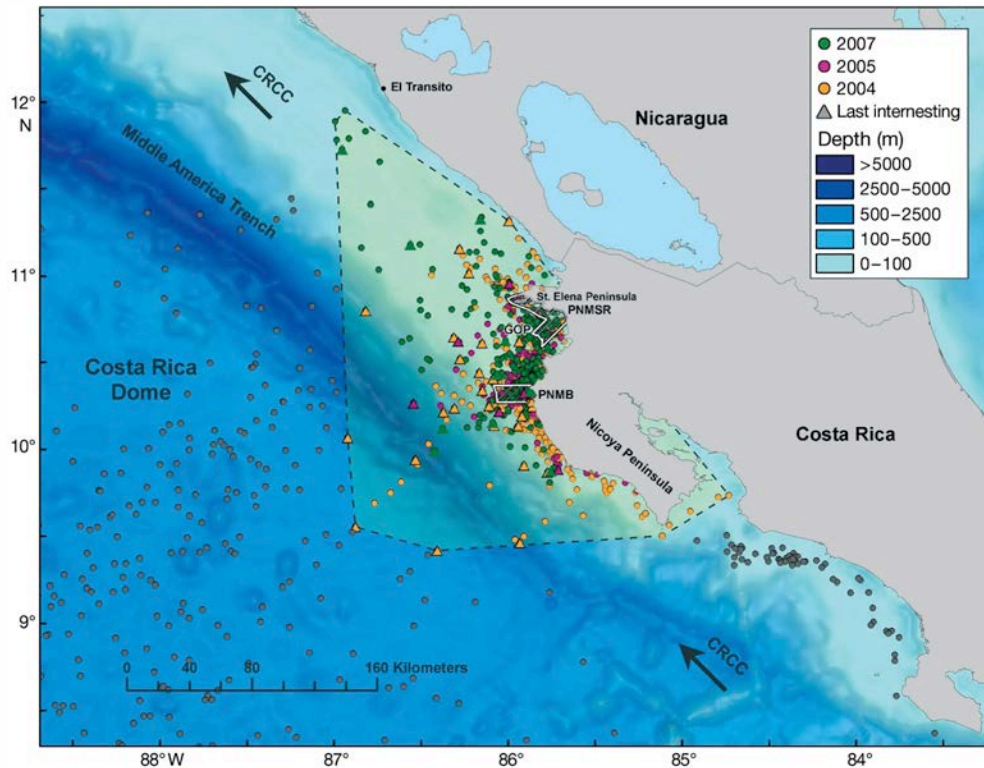 12°
N
11°
10°
9°
88°W
87°
86°
85°
84°
CRCC
El Transito
Middle America Trench
Nicaragua
2007
2005
2004
Last internesting
Depth (m)
>5000
2500–5000
500–2500
100–500
0–100
St. Elena Peninsula
PNMSR
GOP
PNMB
Costa Rica
Dome
Nicoya Peninsula
Costa Rica
CRCC
0 40 80 160 Kilometers